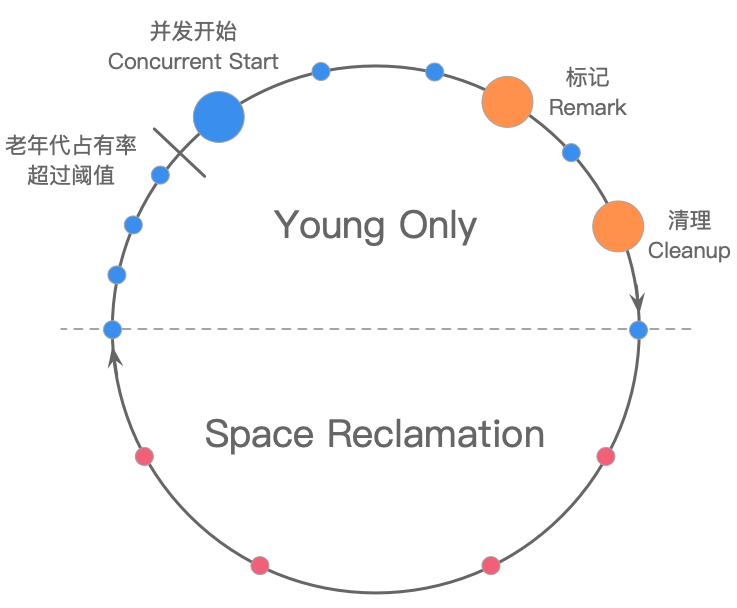 并发开始
Concurrent Start
标记
Remark
老年代占有率
超过阈值
Young Only
清理
Cleanup
Space Reclamation